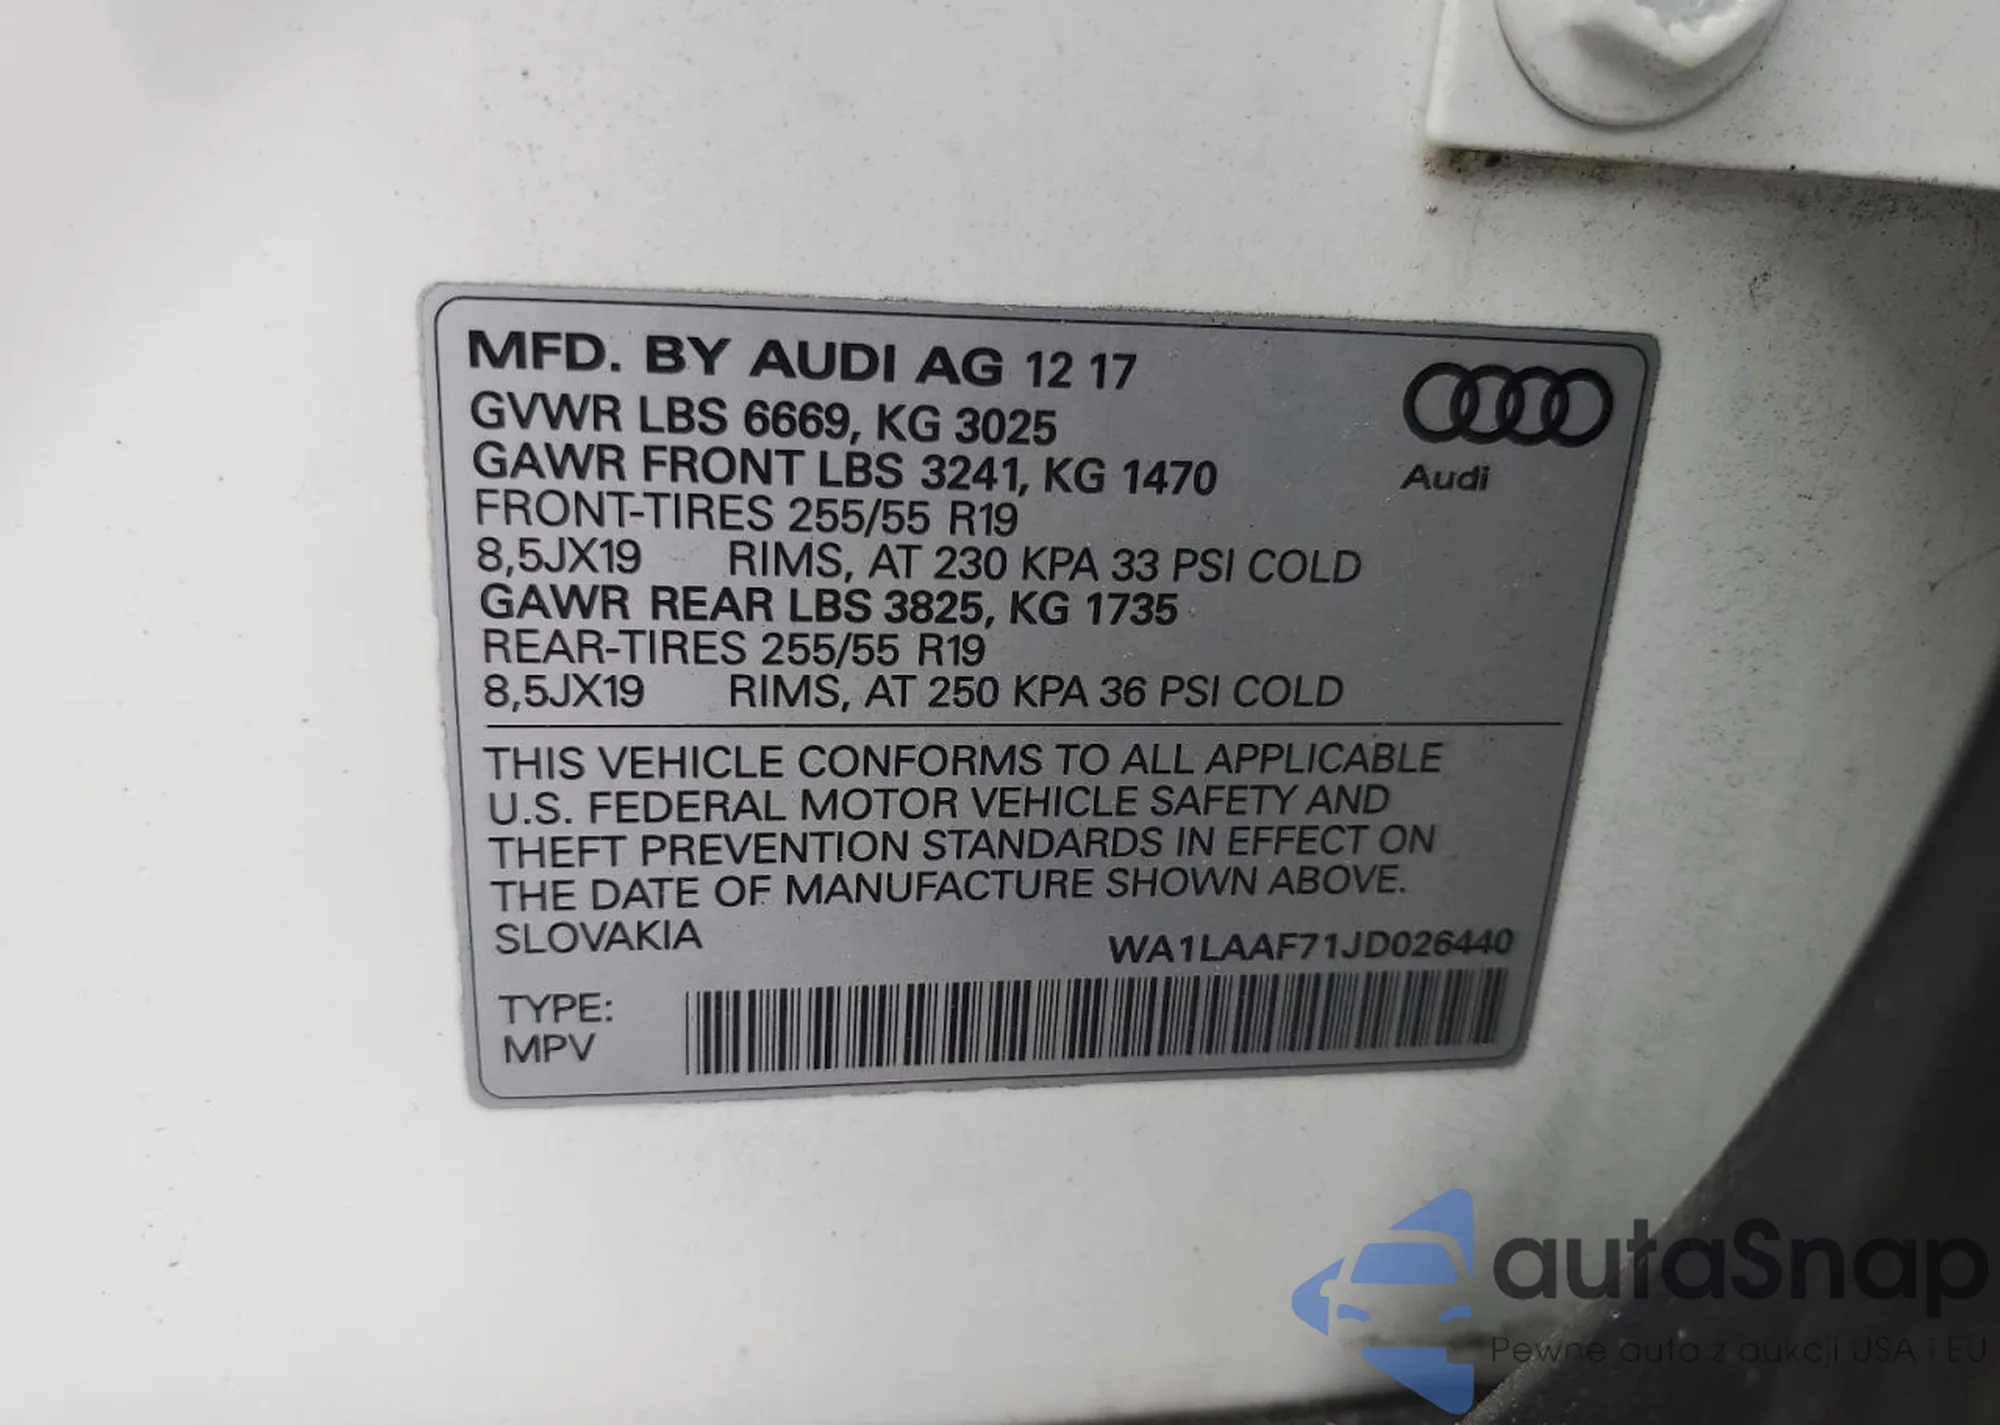 MFD. BY AUDI AG 12 17
GVWR LBS 6669, KG 3025
GAWR FRONT LBS 3241, KG 1470
FRONT-TIRES 255/55 R19
8,5JX19 RIMS, AT 230 KPA 33 PSI COLD
GAWR REAR LBS 3825, KG 1735
REAR-TIRES 255/55 R19
8,5JX19 RIMS, AT 250 KPA 36 PSI COLD
Audi
THIS VEHICLE CONFORMS TO ALL APPLICABLE
U.S. FEDERAL MOTOR VEHICLE SAFETY AND
THEFT PREVENTION STANDARDS IN EFFECT ON
THE DATE OF MANUFACTURE SHOWN ABOVE.
SLOVAKIA WA1LAAF71JD026440
TYPE:
MPV
autaSnap
Pewne auta z aukcji USA i EU